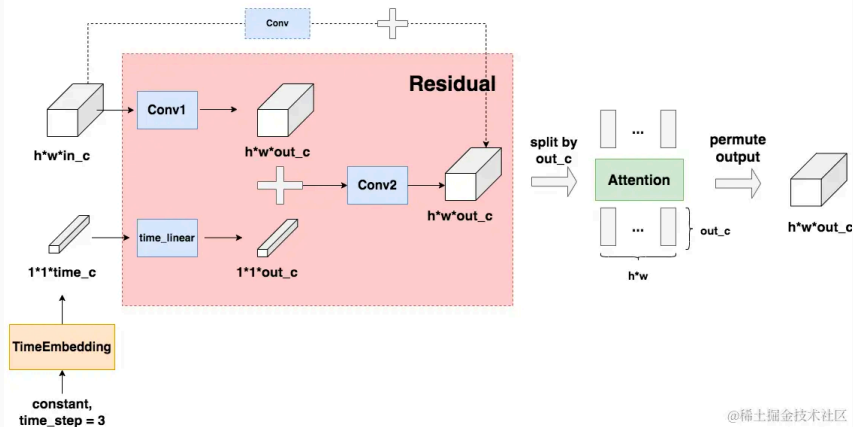 Conv
Residual
Conv1
h*w*in_c
h*w*out_c
Conv2
h*w*out_c
time_linear
1*1*time_c
1*1*out_c
TimeEmbedding
constant,
time_step = 3
split by
out_c
...
Attention
...
out_c
h*w
permute
output
h*w*out_c
@稀土掘金技术社区